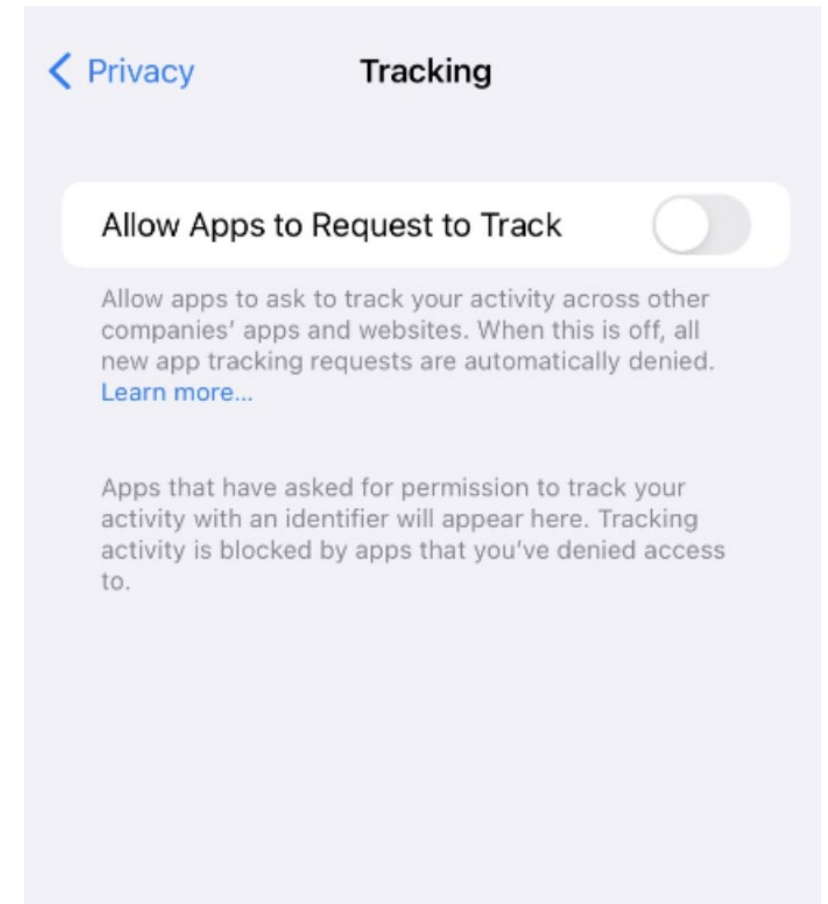 Privacy
Tracking
Allow Apps to Request to Track
Allow apps to ask to track your activity across other
companies' apps and websites. When this is off, all
new app tracking requests are automatically denied.
Learn more...
Apps that have asked for permission to track your
activity with an identifier will appear here. Tracking
activity is blocked by apps that you've denied access
to.